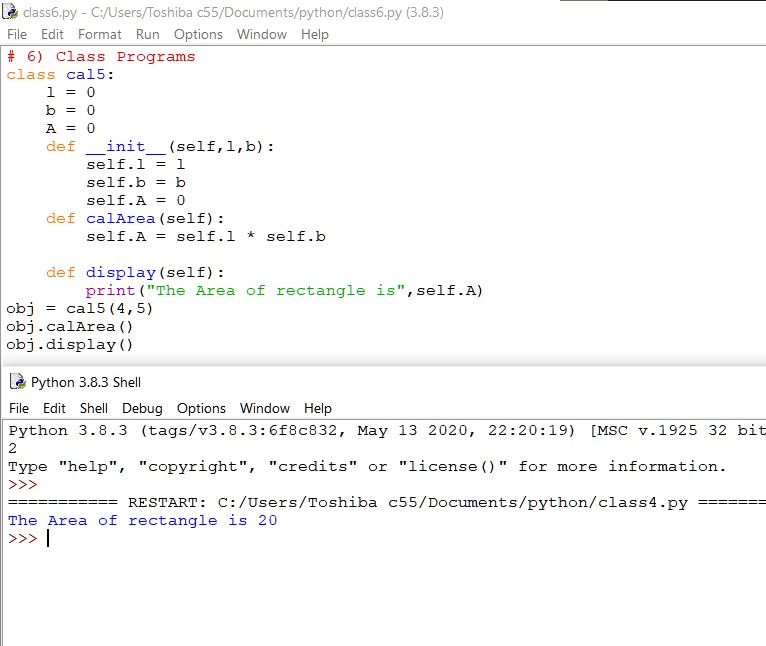 class6.py - C:/Users/Toshiba c55/Documents/python/class6.py (3.8.3)
File Edit Format Run Options Window Help
# 6) Class Programs
class cal5:
    l = 0
    b = 0
    A = 0
    def __init__(self,l,b):
        self.l = l
        self.b = b
        self.A = 0
    def calArea(self):
        self.A = self.l * self.b
    def display(self):
        print("The Area of rectangle is",self.A)
obj = cal5(4,5)
obj.calArea()
obj.display()
Python 3.8.3 Shell
File Edit Shell Debug Options Window Help
Python 3.8.3 (tags/v3.8.3:6f8c832, May 13 2020, 22:20:19) [MSC v.1925 32 bit
2
Type "help", "copyright", "credits" or "license()" for more information.
>>>
=========== RESTART: C:/Users/Toshiba c55/Documents/python/class4.py =======
The Area of rectangle is 20
>>>